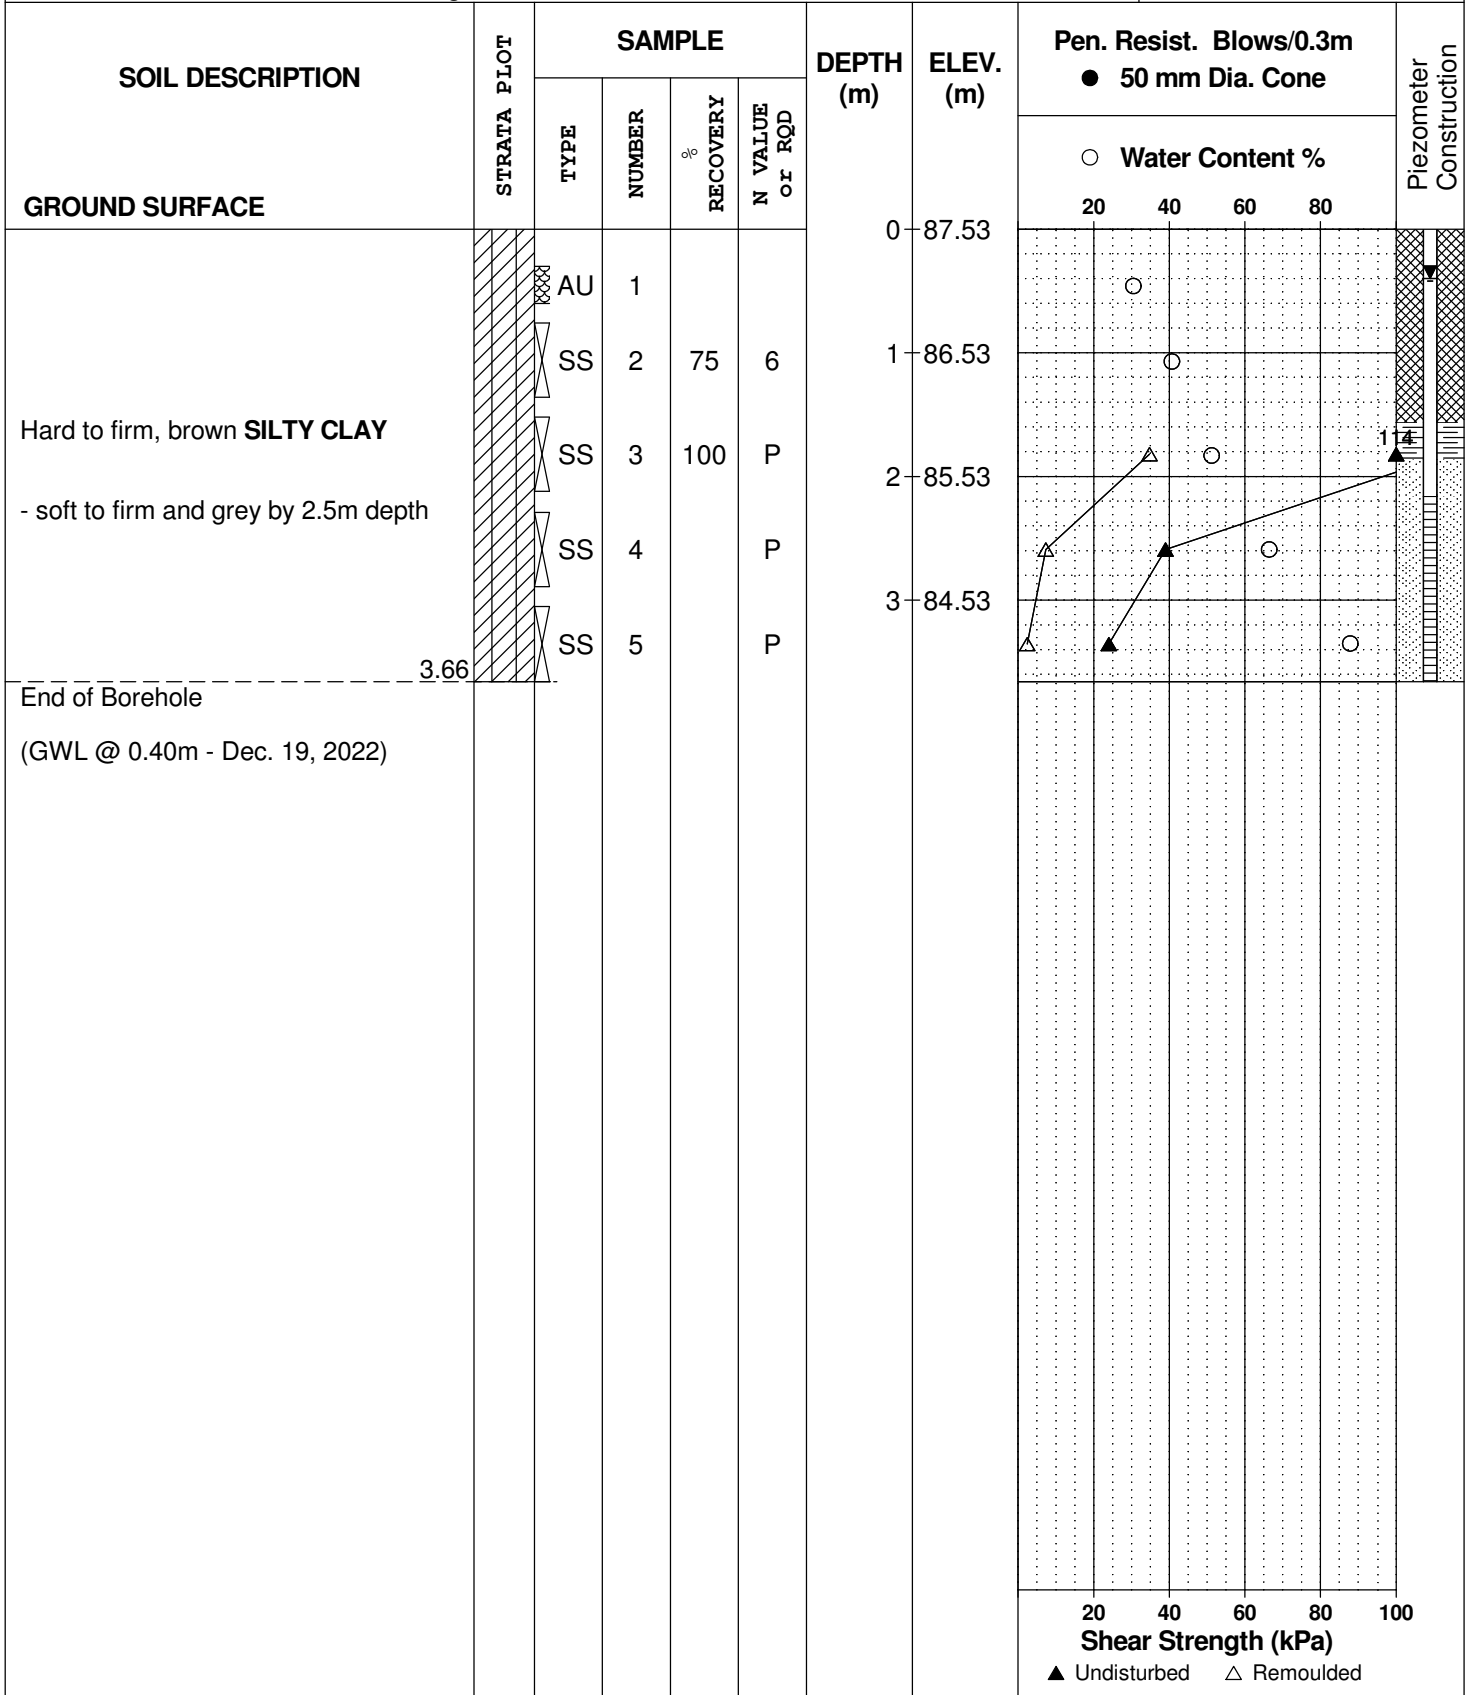 SOIL DESCRIPTION
GROUND SURFACE
STRATA PLOT
SAMPLE
TYPE
NUMBER
%
RECOVERY
N VALUE
or RQD
DEPTH
(m)
ELEV.
(m)
Pen. Resist. Blows/0.3m
50 mm Dia. Cone
Water Content %
20 40 60 80
Piezometer
Construction
0 87.53
AU 1
SS 2 75 6
1 86.53
Hard to firm, brown SILTY CLAY
114
SS 3 100 P
2 85.53
- soft to firm and grey by 2.5m depth
SS 4 P
3 84.53
SS 5 P
3.66
End of Borehole
(GWL @ 0.40m - Dec. 19, 2022)
20 40 60 80 100
Shear Strength (kPa)
Undisturbed Remoulded